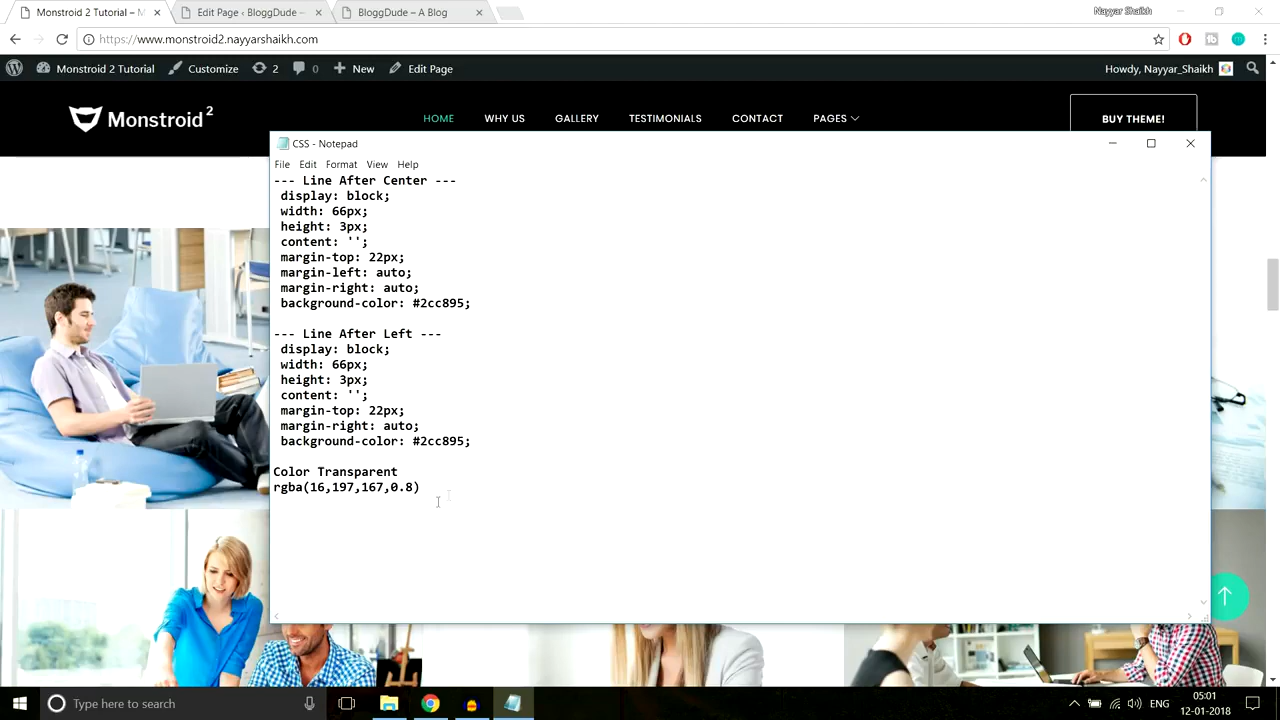 Monstroid 2 Tutorial – M
Edit Page ‹ BloggDude –
BloggDude – A Blog
Nayyar Shaikh
https://www.monstroid2.nayyarshaikh.com
Monstroid 2 Tutorial
Customize
2
0
New
Edit Page
Howdy, Nayyar_Shaikh
Monstroid 2
HOME
WHY US
GALLERY
TESTIMONIALS
CONTACT
PAGES
BUY THEME!
CSS - Notepad
File Edit Format View Help
--- Line After Center ---
display: block;
width: 66px;
height: 3px;
content: '';
margin-top: 22px;
margin-left: auto;
margin-right: auto;
background-color: #2cc895;
--- Line After Left ---
display: block;
width: 66px;
height: 3px;
content: '';
margin-top: 22px;
margin-right: auto;
background-color: #2cc895;
Color Transparent
rgba(16,197,167,0.8)
Type here to search
ENG
05:01
12-01-2018